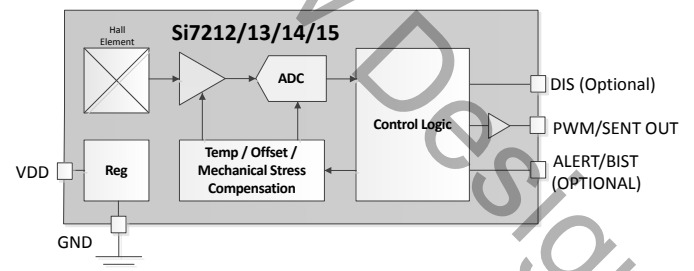 Hall
Element
Si7212/13/14/15
ADC
Control Logic
DIS (Optional)
PWM/SENT OUT
ALERT/BIST
(OPTIONAL)
Temp / Offset /
Mechanical Stress
Compensation
VDD
Reg
GND